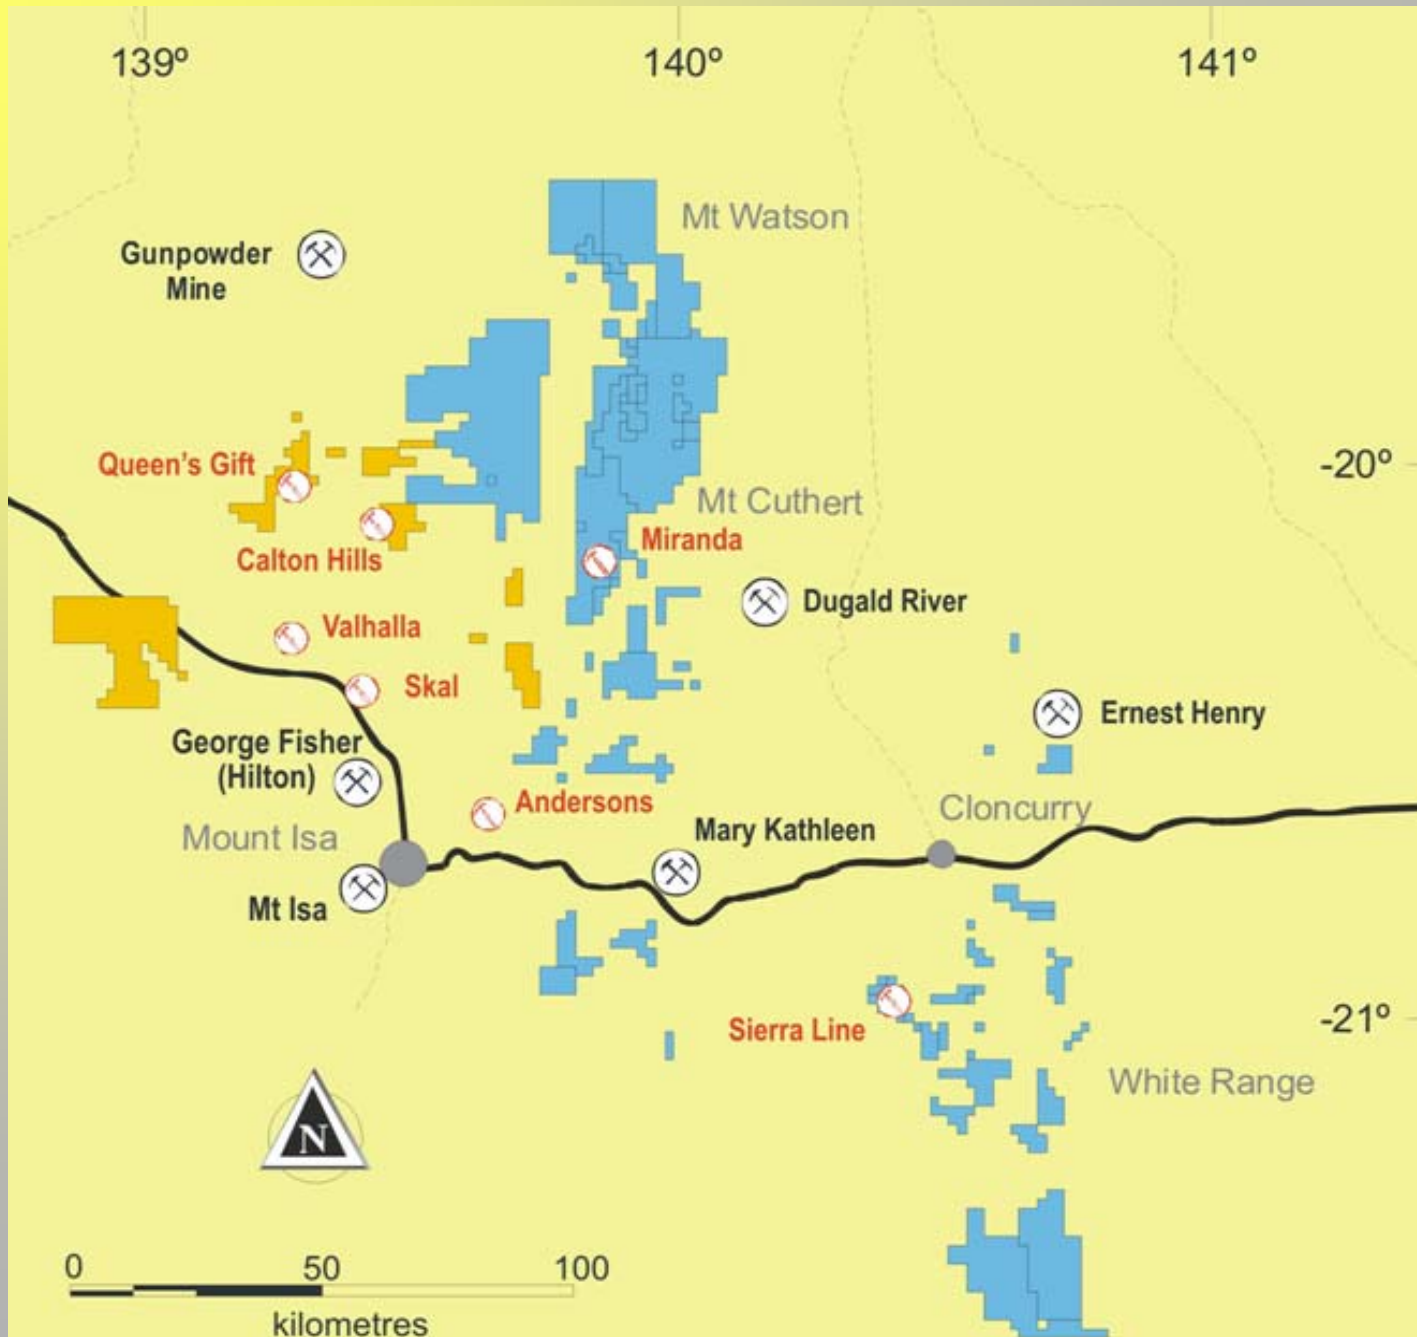 139º
140º
141º
Mt Watson
Gunpowder
Mine
Queen's Gift
-20º
Mt Cuthert
Miranda
Calton Hills
Dugald River
Valhalla
Skal
Ernest Henry
George Fisher
(Hilton)
Andersons
Cloncurry
Mary Kathleen
Mount Isa
Mt Isa
-21º
Sierra Line
White Range
N
0 50 100
kilometres